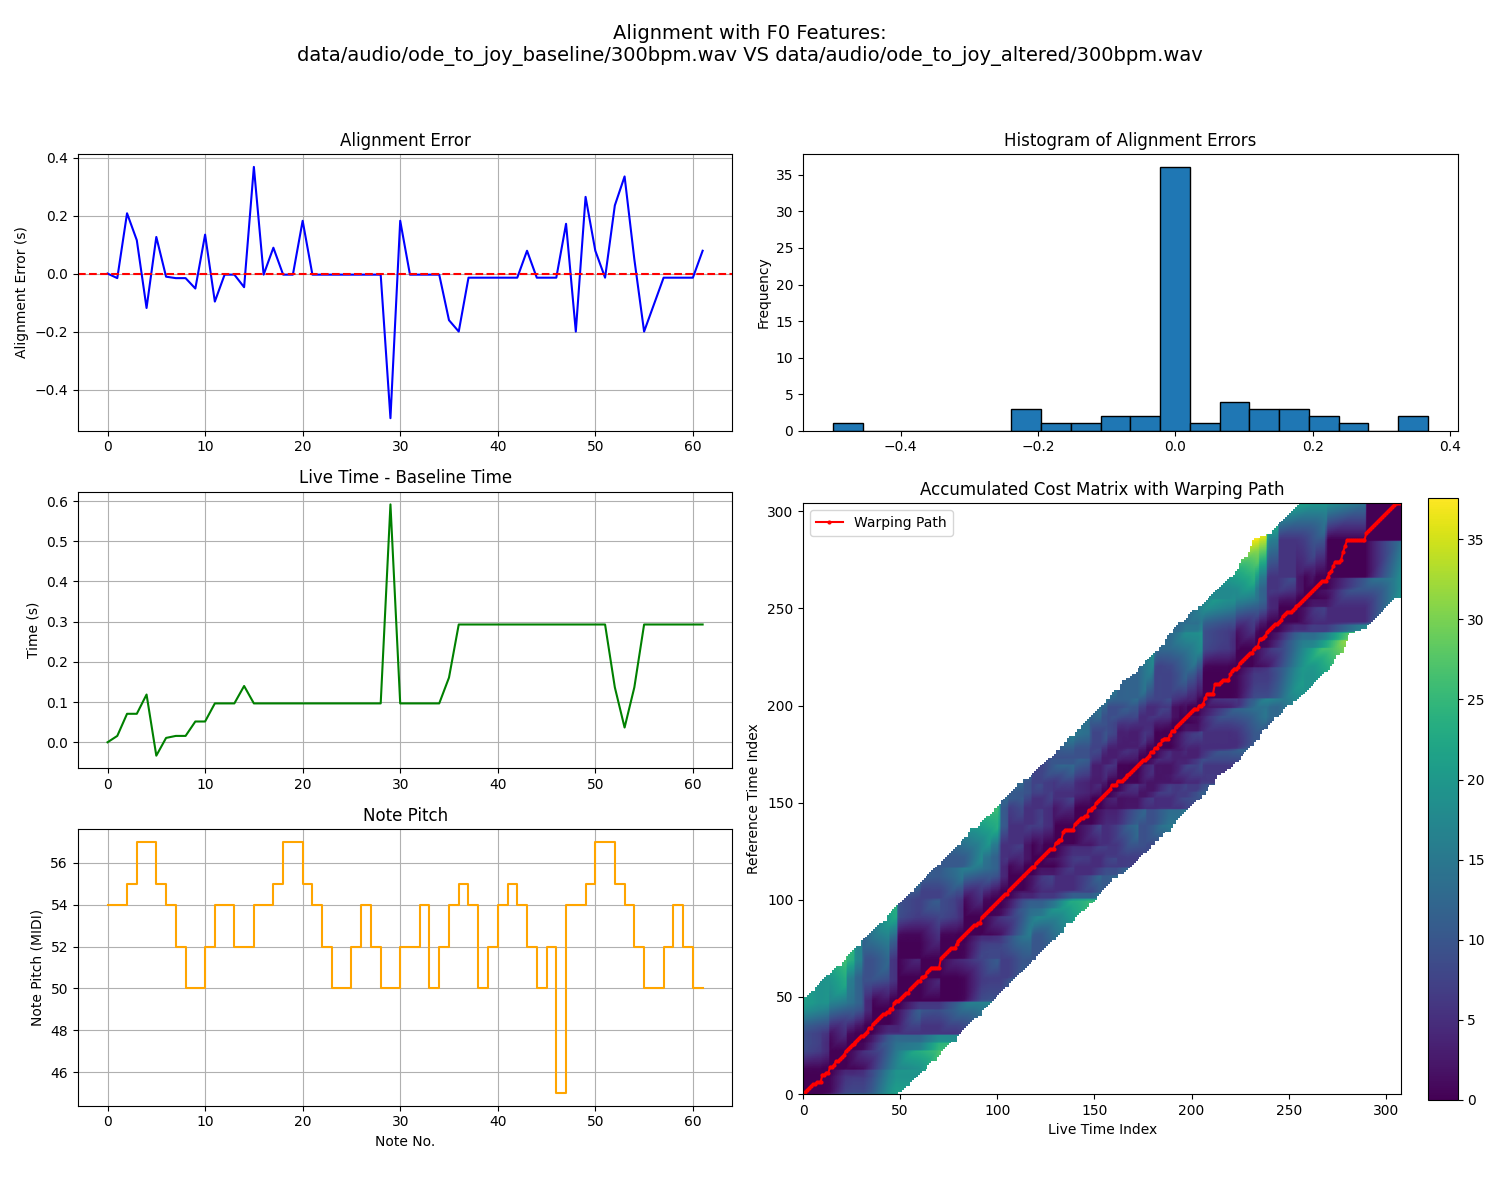 Alignment with F0 Features:
data/audio/ode_to_joy_baseline/300bpm.wav VS data/audio/ode_to_joy_altered/300bpm.wav
Alignment Error
Alignment Error (s)
0.4
0.2
0.0
−0.2
−0.4
0 10 20 30 40 50 60
Histogram of Alignment Errors
Frequency
35
30
25
20
15
10
5
0
−0.4 −0.2 0.0 0.2 0.4
Live Time - Baseline Time
Time (s)
0.6
0.5
0.4
0.3
0.2
0.1
0.0
0 10 20 30 40 50 60
Note Pitch
Note Pitch (MIDI)
56
54
52
50
48
46
0 10 20 30 40 50 60
Note No.
Accumulated Cost Matrix with Warping Path
Warping Path
Reference Time Index
300
250
200
150
100
50
0
0 50 100 150 200 250 300
Live Time Index
35
30
25
20
15
10
5
0